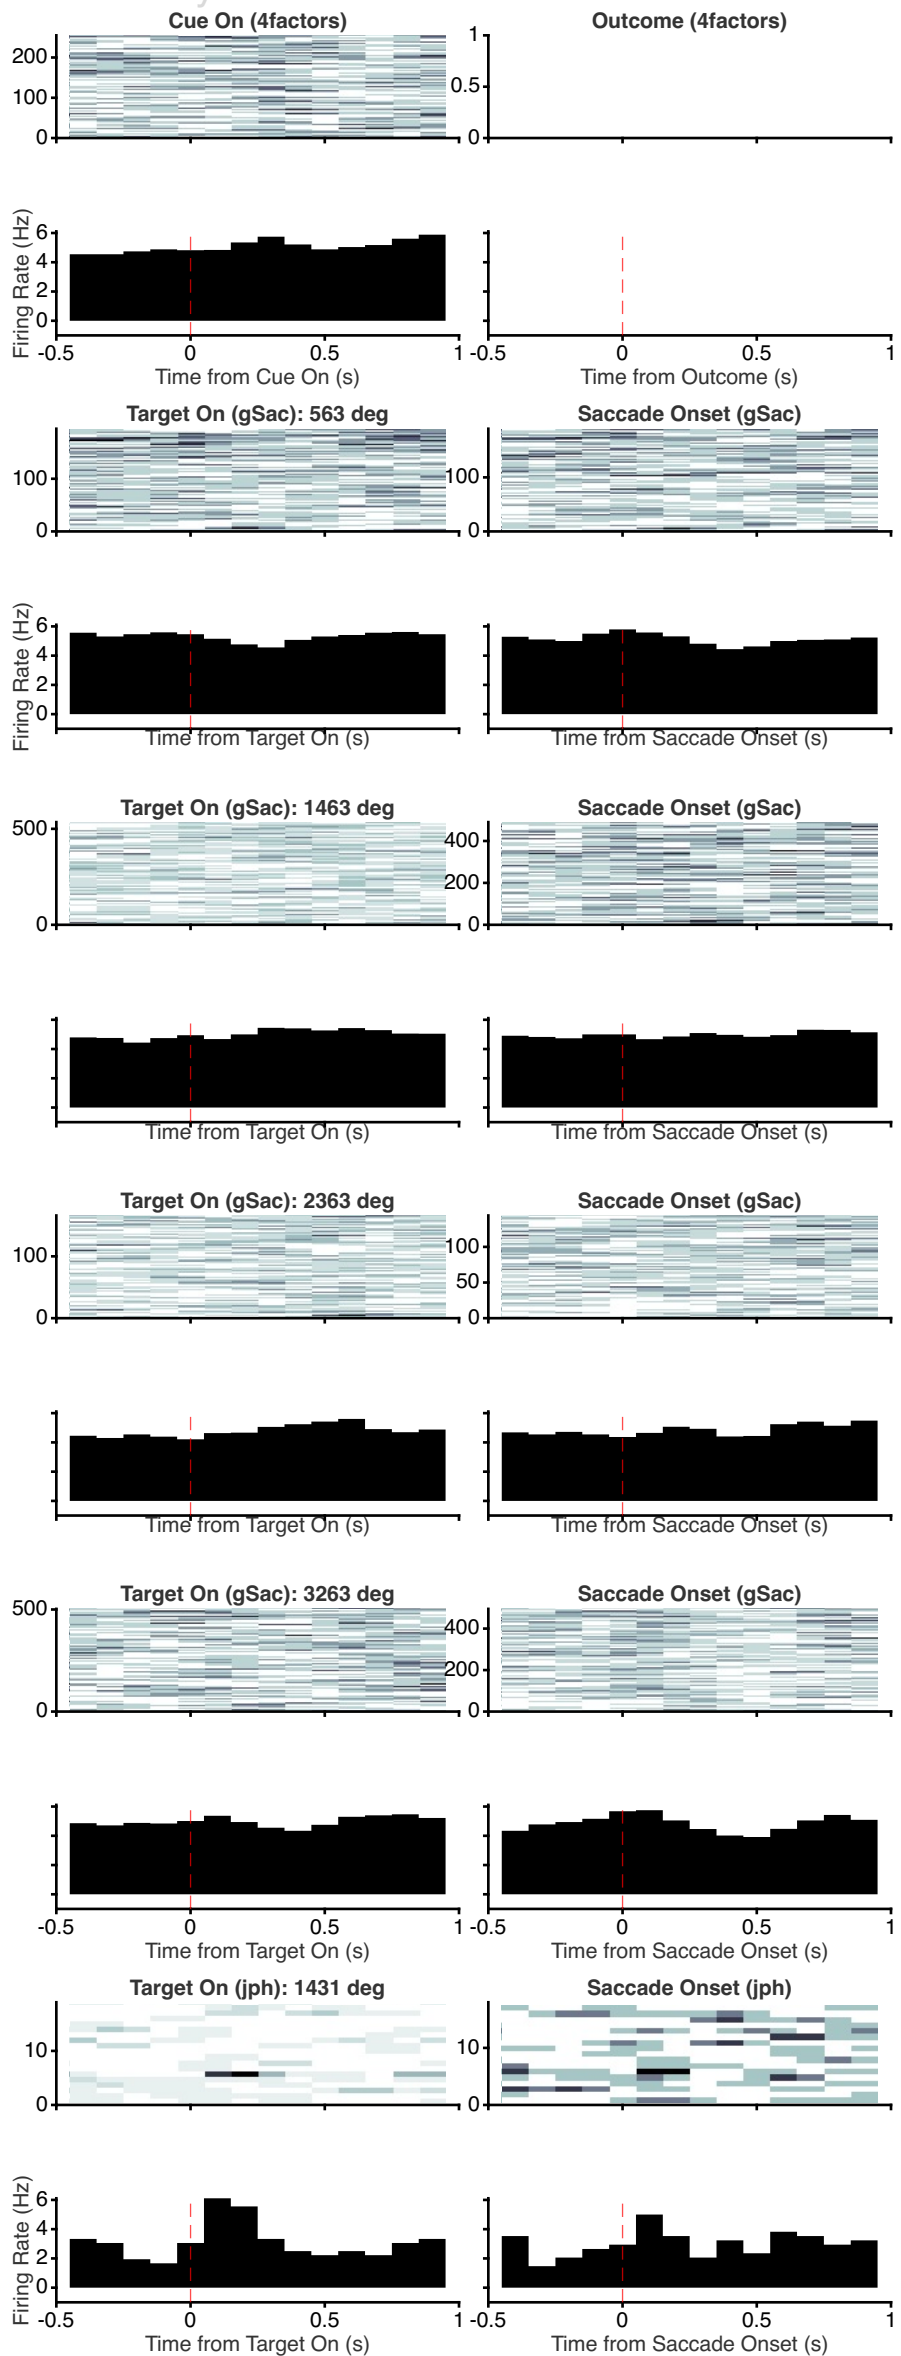 Cue On (4factors) Outcome (4factors)
200
100
0
1
0.5
0
Firing Rate (Hz)
6
4
2
0
-0.5 0 0.5 1 -0.5 0 0.5 1
Time from Cue On (s) Time from Outcome (s)
Target On (gSac): 563 deg Saccade Onset (gSac)
100
0
100
0
Firing Rate (Hz)
6
4
2
0
Time from Target On (s) Time from Saccade Onset (s)
Target On (gSac): 1463 deg Saccade Onset (gSac)
500
0
400
200
0
Time from Target On (s) Time from Saccade Onset (s)
Target On (gSac): 2363 deg Saccade Onset (gSac)
100
0
100
50
0
Time from Target On (s) Time from Saccade Onset (s)
Target On (gSac): 3263 deg Saccade Onset (gSac)
500
0
400
200
0
-0.5 0 0.5 1 -0.5 0 0.5 1
Time from Target On (s) Time from Saccade Onset (s)
Target On (jph): 1431 deg Saccade Onset (jph)
10
0
10
0
Firing Rate (Hz)
6
4
2
0
-0.5 0 0.5 1 -0.5 0 0.5 1
Time from Target On (s) Time from Saccade Onset (s)